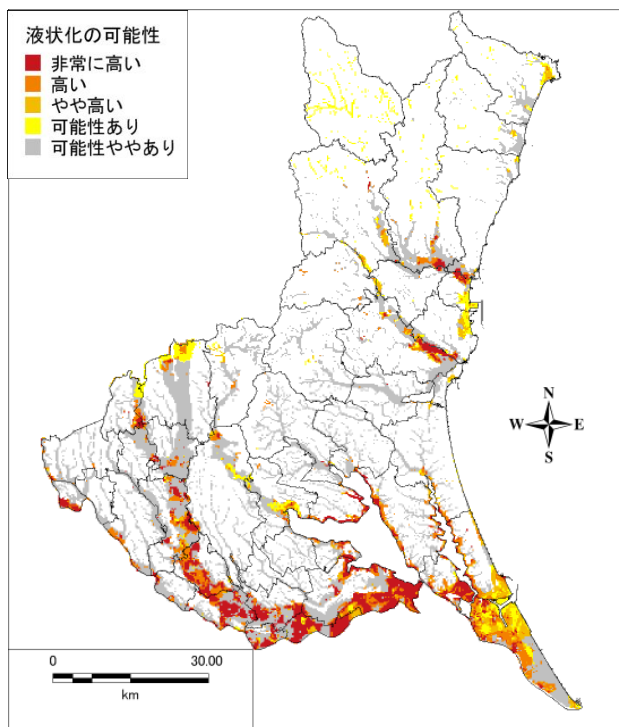 液状化の可能性
非常に高い
高い
やや高い
可能性あり
可能性ややあり
N
W E
S
0 30.00
km